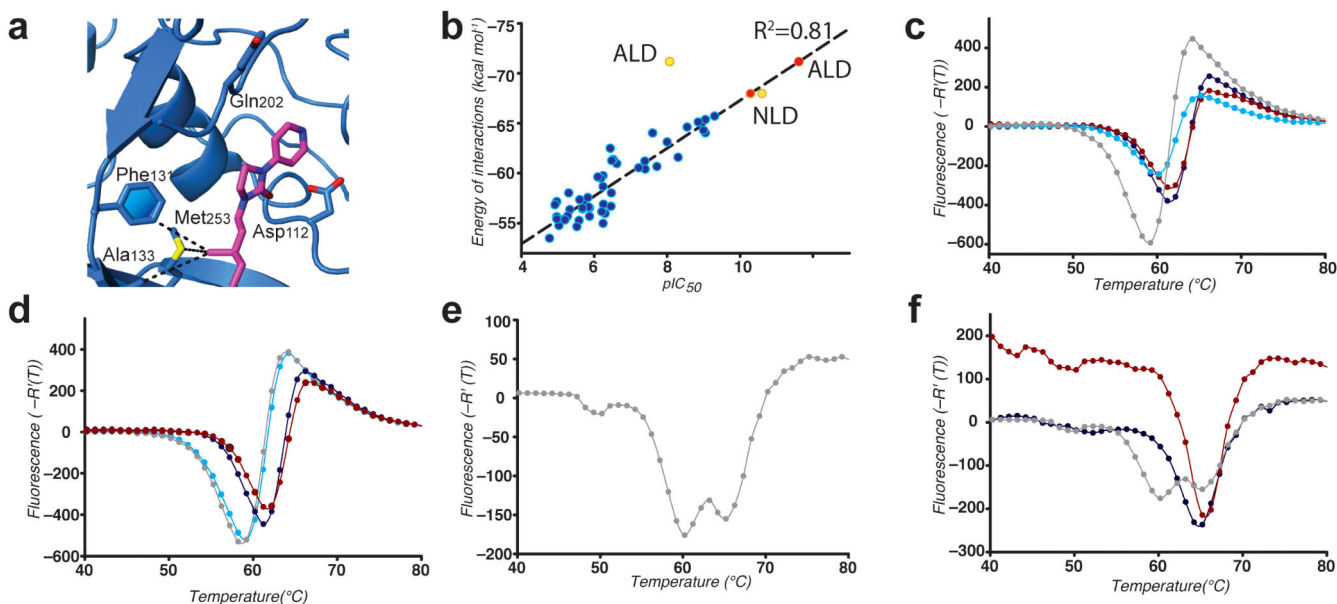 a
Gln202
Phe131
Met253
Asp112
Ala133
b
Energy of interactions (kcal mol⁻¹)
−75
−70
−65
−60
−55
R²=0.81
ALD
ALD
NLD
4 6 8 10 12
pIC50
c
Fluorescence ( −R'(T))
400
200
0
−200
−400
−600
40 50 60 70 80
Temperature (°C)
d
Fluorescence ( −R'(T))
400
200
0
−200
−400
−600
40 50 60 70 80
Temperature(°C)
e
Fluorescence (−R' (T))
100
50
0
−50
−100
−150
−200
40 50 60 70 80
Temperature (°C)
f
Fluorescence (−R' (T))
200
100
0
−100
−200
−300
40 50 60 70 80
Temperature (°C)